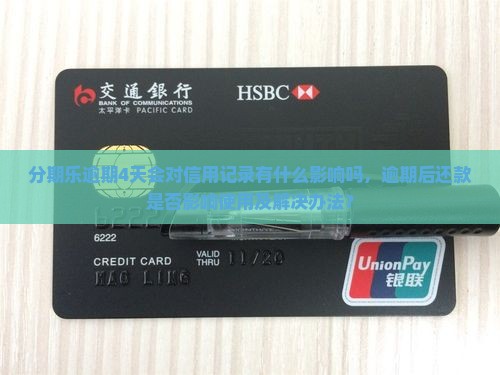 交通銀行
BANK OF COMMUNICATIONS
太平洋卡 PACIFIC CARD
HSBC
分期乐逾期4天会对信用记录有什么影响吗，逾期后还款
是否影响使用及解决办法？
6222
CREDIT CARD
VALID
THRU
11/20
MAO LING
UnionPay
银联